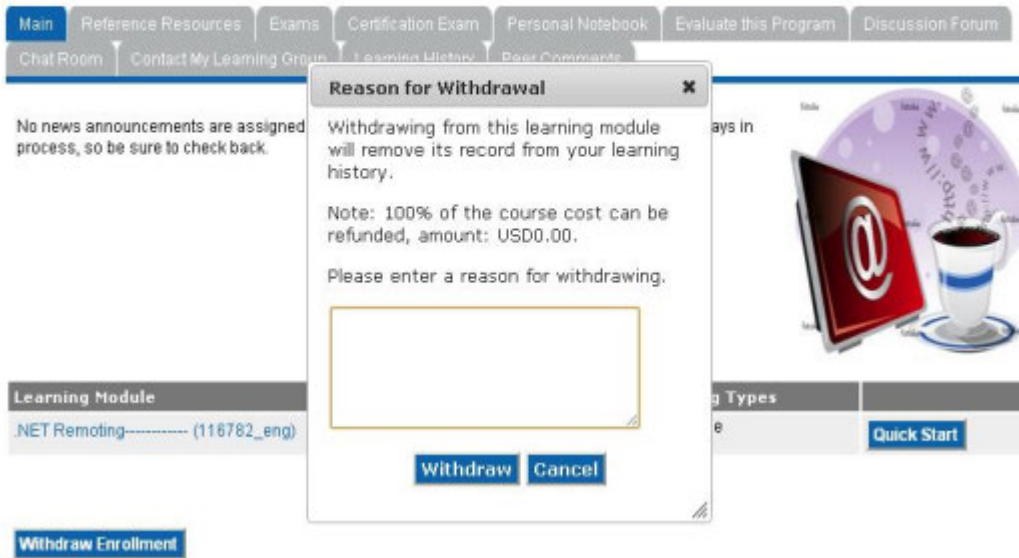 Main Reference Resources Exams Certification Exam Personal Notebook Evaluate this Program Discussion Forum
Chat Room Contact My Learning Group Learning History Peer Comments
Reason for Withdrawal
No news announcements are assigned
ays in
process, so be sure to check back.
Withdrawing from this learning module
will remove its record from your learning
history.
Note: 100% of the course cost can be
refunded, amount: USD0.00.
Please enter a reason for withdrawing.
http://www
@
Learning Module
g Types
.NET Remoting------------- (116782_eng)
e
Quick Start
Withdraw Cancel
Withdraw Enrollment